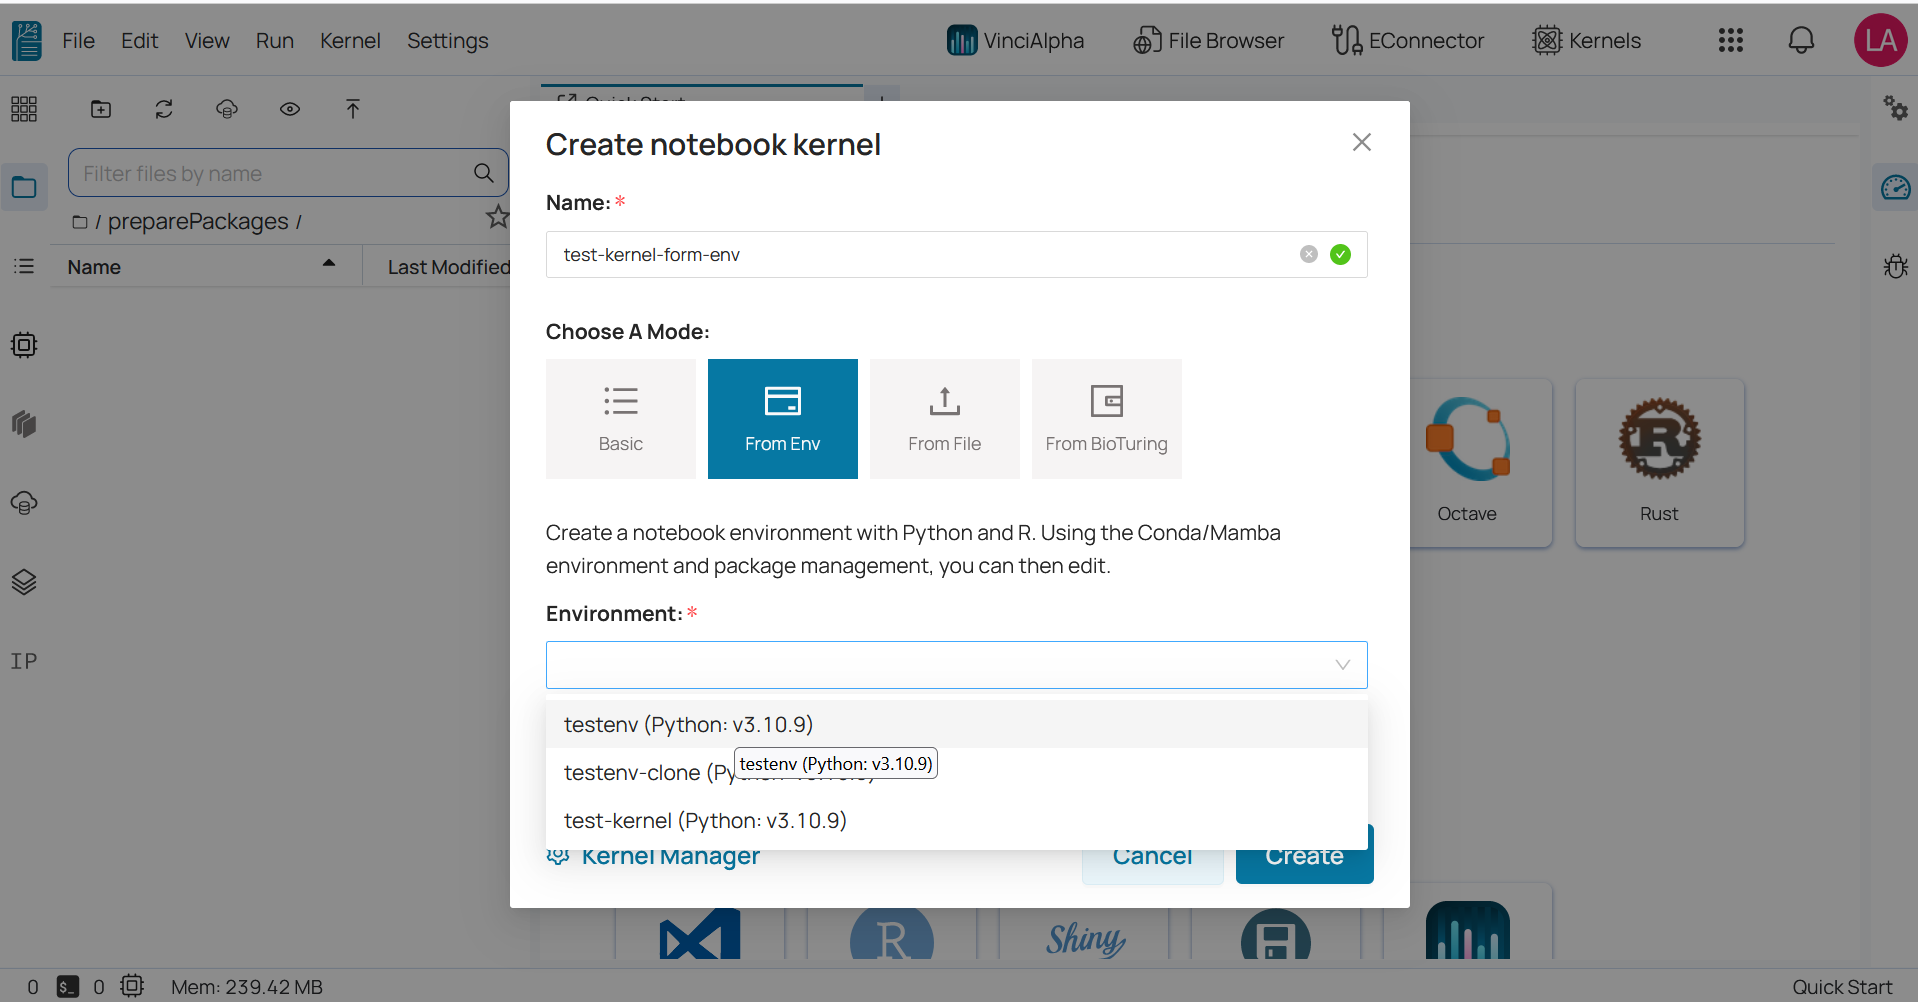 File Edit View Run Kernel Settings VinciAlpha File Browser EConnector Kernels LA
Filter files by name
/ preparePackages /
Name Last Modified
IP
Create notebook kernel
Name: *
test-kernel-form-env
Choose A Mode:
Basic From Env From File From BioTuring
Create a notebook environment with Python and R. Using the Conda/Mamba
environment and package management, you can then edit.
Environment: *
testenv (Python: v3.10.9)
testenv (Python: v3.10.9)
testenv-clone
test-kernel (Python: v3.10.9)
Kernel Manager Cancel Create
Octave Rust
R Shiny
0 $_ 0 Mem: 239.42 MB Quick Start